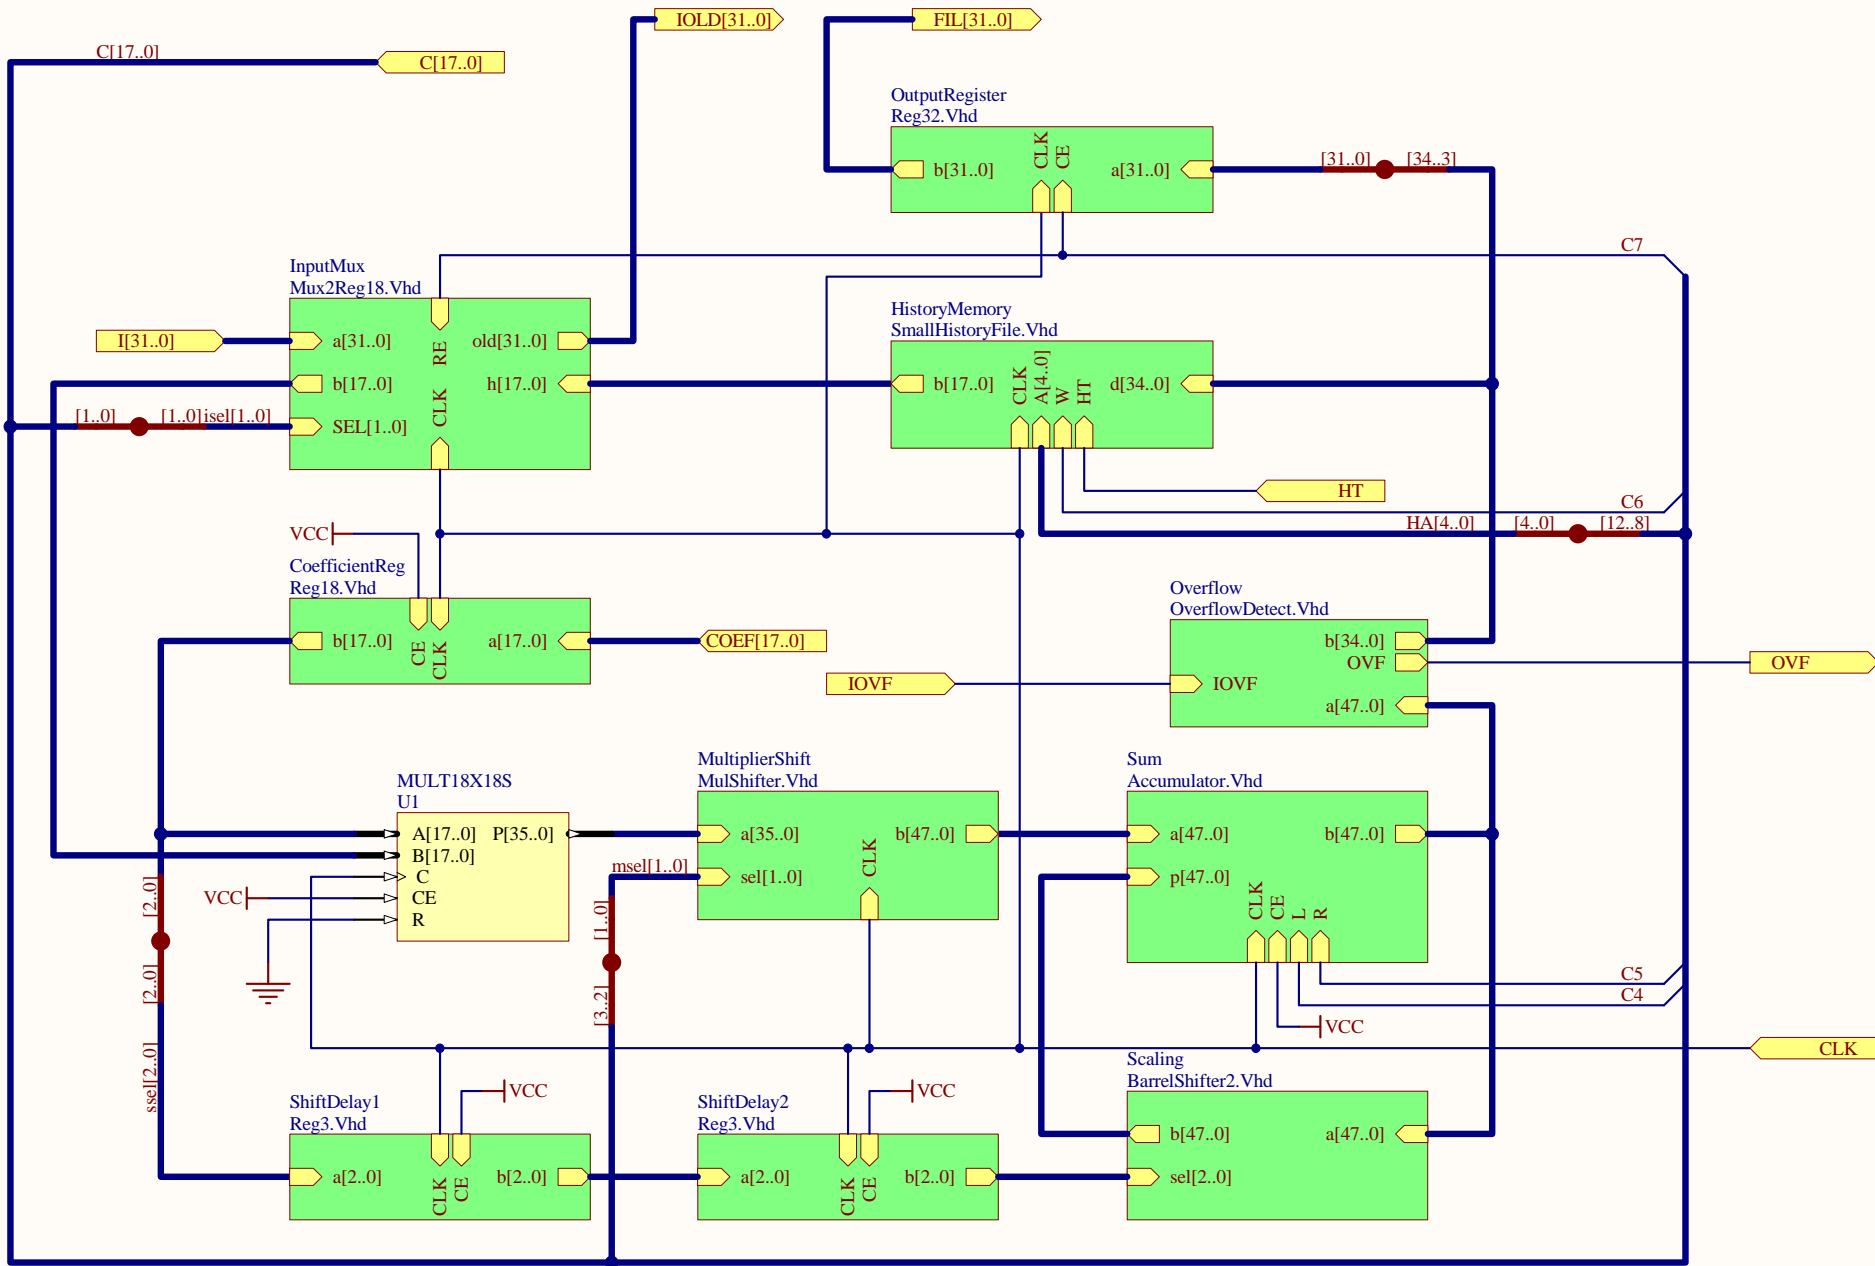 IOLD[31..0]
FIL[31..0]
C[17..0]
C[17..0]
OutputRegister
Reg32.Vhd
CLK
CE
b[31..0]
a[31..0]
[31..0]
[34..3]
C7
InputMux
Mux2Reg18.Vhd
I[31..0]
a[31..0]
RE
old[31..0]
b[17..0]
h[17..0]
CLK
[1..0]
[1..0]
isel[1..0]
SEL[1..0]
HistoryMemory
SmallHistoryFile.Vhd
b[17..0]
CLK
A[4..0]
W
HT
d[34..0]
HT
C6
HA[4..0]
[4..0]
[12..8]
VCC
CoefficientReg
Reg18.Vhd
b[17..0]
CE
CLK
a[17..0]
COEF[17..0]
Overflow
OverflowDetect.Vhd
b[34..0]
OVF
OVF
IOVF
IOVF
a[47..0]
MULT18X18S
U1
A[17..0]
P[35..0]
B[17..0]
C
CE
R
VCC
MultiplierShift
MulShifter.Vhd
a[35..0]
b[47..0]
msel[1..0]
sel[1..0]
CLK
Sum
Accumulator.Vhd
a[47..0]
b[47..0]
p[47..0]
CLK
CE
L
R
[2..0]
[2..0]
[1..0]
[3..2]
C5
C4
VCC
CLK
ssel[2..0]
ShiftDelay1
Reg3.Vhd
VCC
a[2..0]
CLK
CE
b[2..0]
ShiftDelay2
Reg3.Vhd
VCC
a[2..0]
CLK
CE
b[2..0]
Scaling
BarrelShifter2.Vhd
b[47..0]
a[47..0]
sel[2..0]